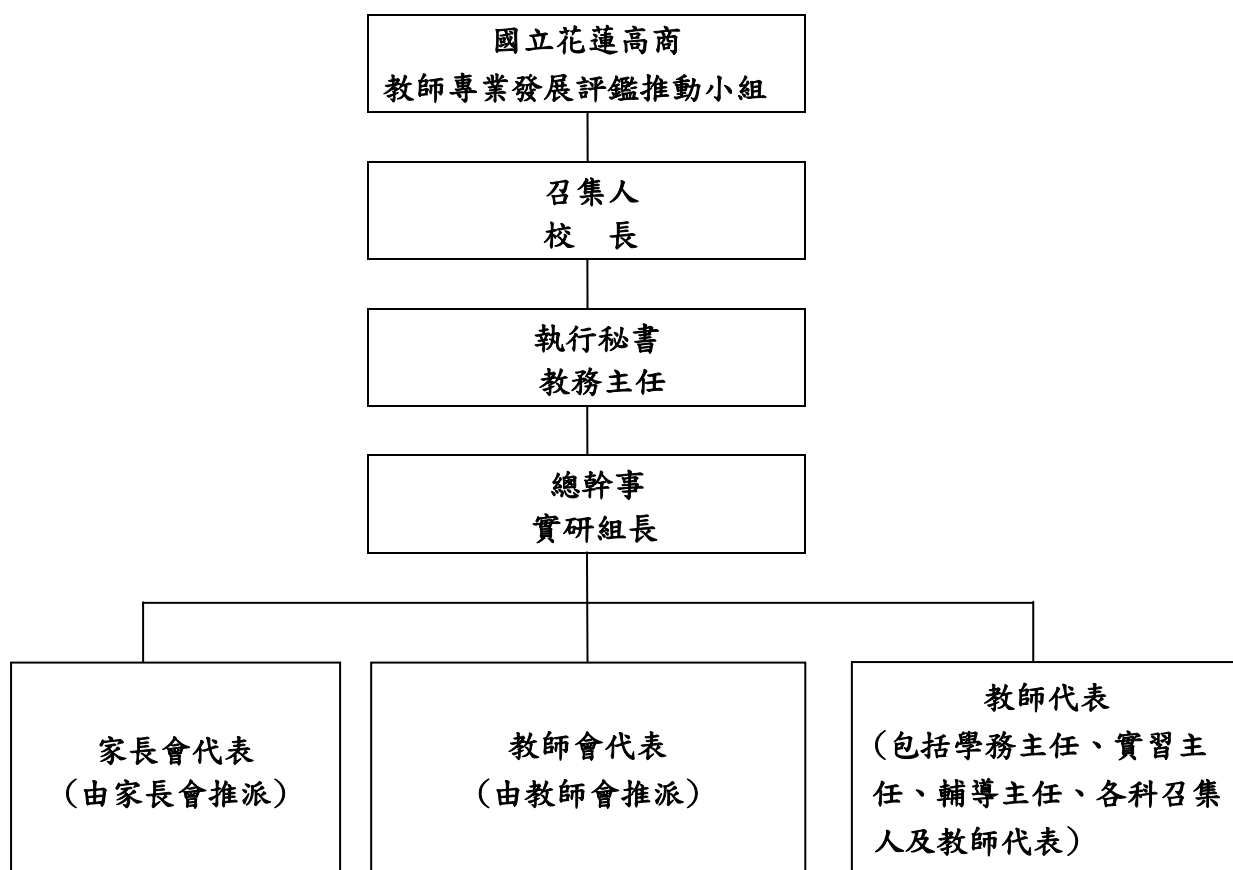 國立花蓮高商
教師專業發展評鑑推動小組
召集人
校　長
執行秘書
教務主任
總幹事
實研組長
家長會代表
（由家長會推派）
教師會代表
（由教師會推派）
教師代表
（包括學務主任、實習主
任、輔導主任、各科召集
人及教師代表）